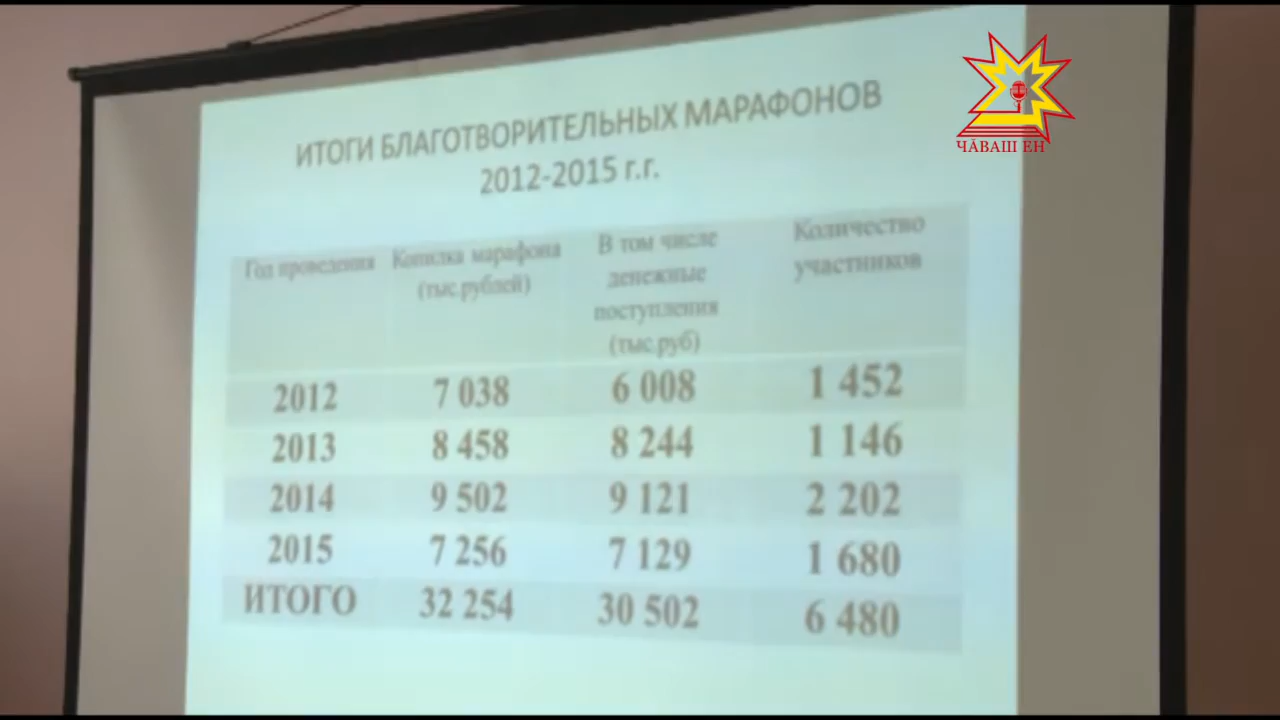 ЧĂВАШ ЕН
ИТОГИ БЛАГОТВОРИТЕЛЬНЫХ МАРАФОНОВ
2012-2015 г.г.
Год проведения
Копилка марафона
(тыс.рублей)
В том числе
денежные
поступления
(тыс.руб)
Количество
участников
2012 7 038 6 008 1 452
2013 8 458 8 244 1 146
2014 9 502 9 121 2 202
2015 7 256 7 129 1 680
ИТОГО 32 254 30 502 6 480